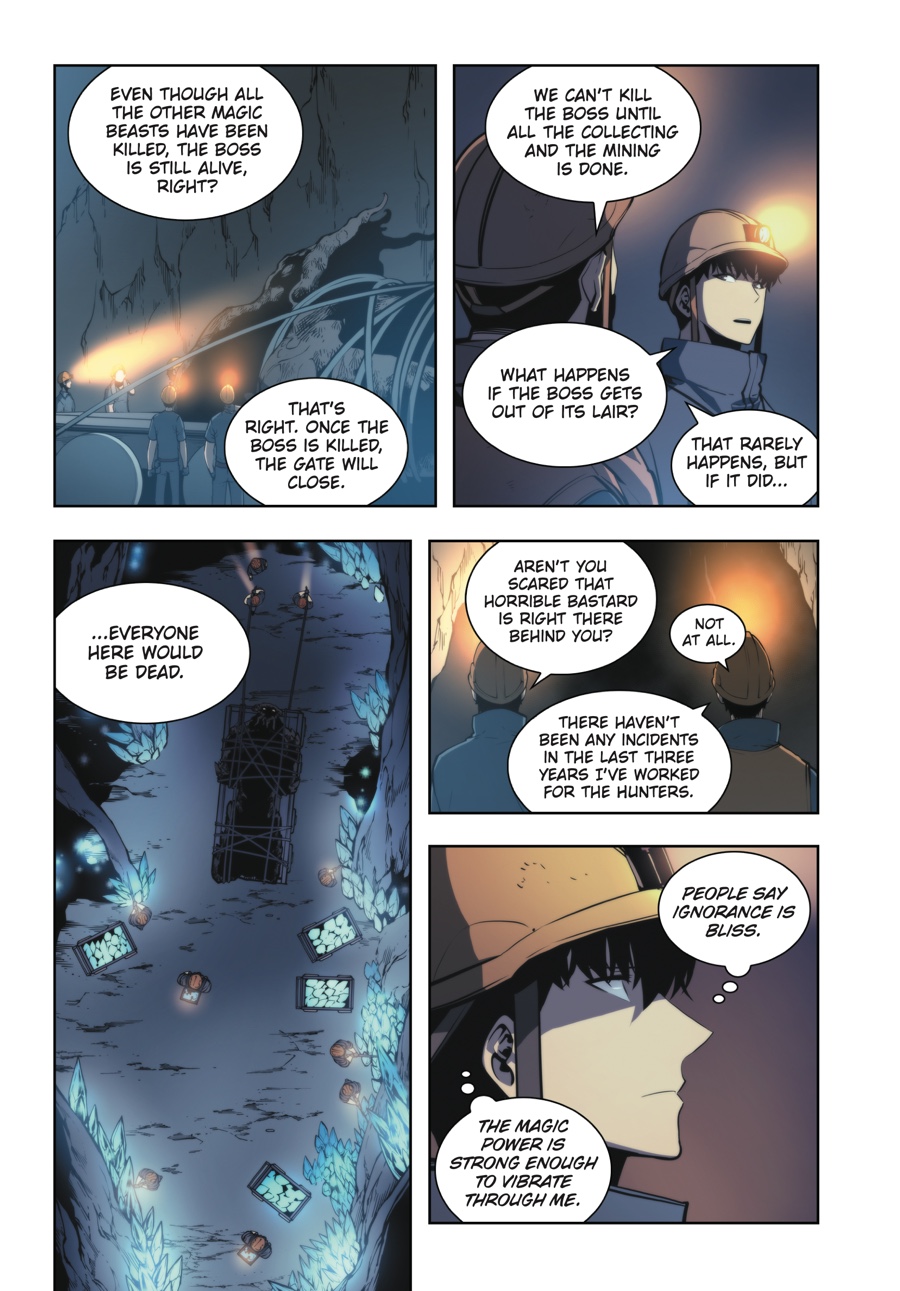 EVEN THOUGH ALL
THE OTHER MAGIC
BEASTS HAVE BEEN
KILLED, THE BOSS
IS STILL ALIVE,
RIGHT?
THAT'S
RIGHT. ONCE THE
BOSS IS KILLED,
THE GATE WILL
CLOSE.
WE CAN'T KILL
THE BOSS UNTIL
ALL THE COLLECTING
AND THE MINING
IS DONE.
WHAT HAPPENS
IF THE BOSS GETS
OUT OF ITS LAIR?
THAT RARELY
HAPPENS, BUT
IF IT DID...
...EVERYONE
HERE WOULD
BE DEAD.
AREN'T YOU
SCARED THAT
HORRIBLE BASTARD
IS RIGHT THERE
BEHIND YOU?
NOT
AT ALL.
THERE HAVEN'T
BEEN ANY INCIDENTS
IN THE LAST THREE
YEARS I'VE WORKED
FOR THE HUNTERS.
PEOPLE SAY
IGNORANCE IS
BLISS.
THE MAGIC
POWER IS
STRONG ENOUGH
TO VIBRATE
THROUGH ME.